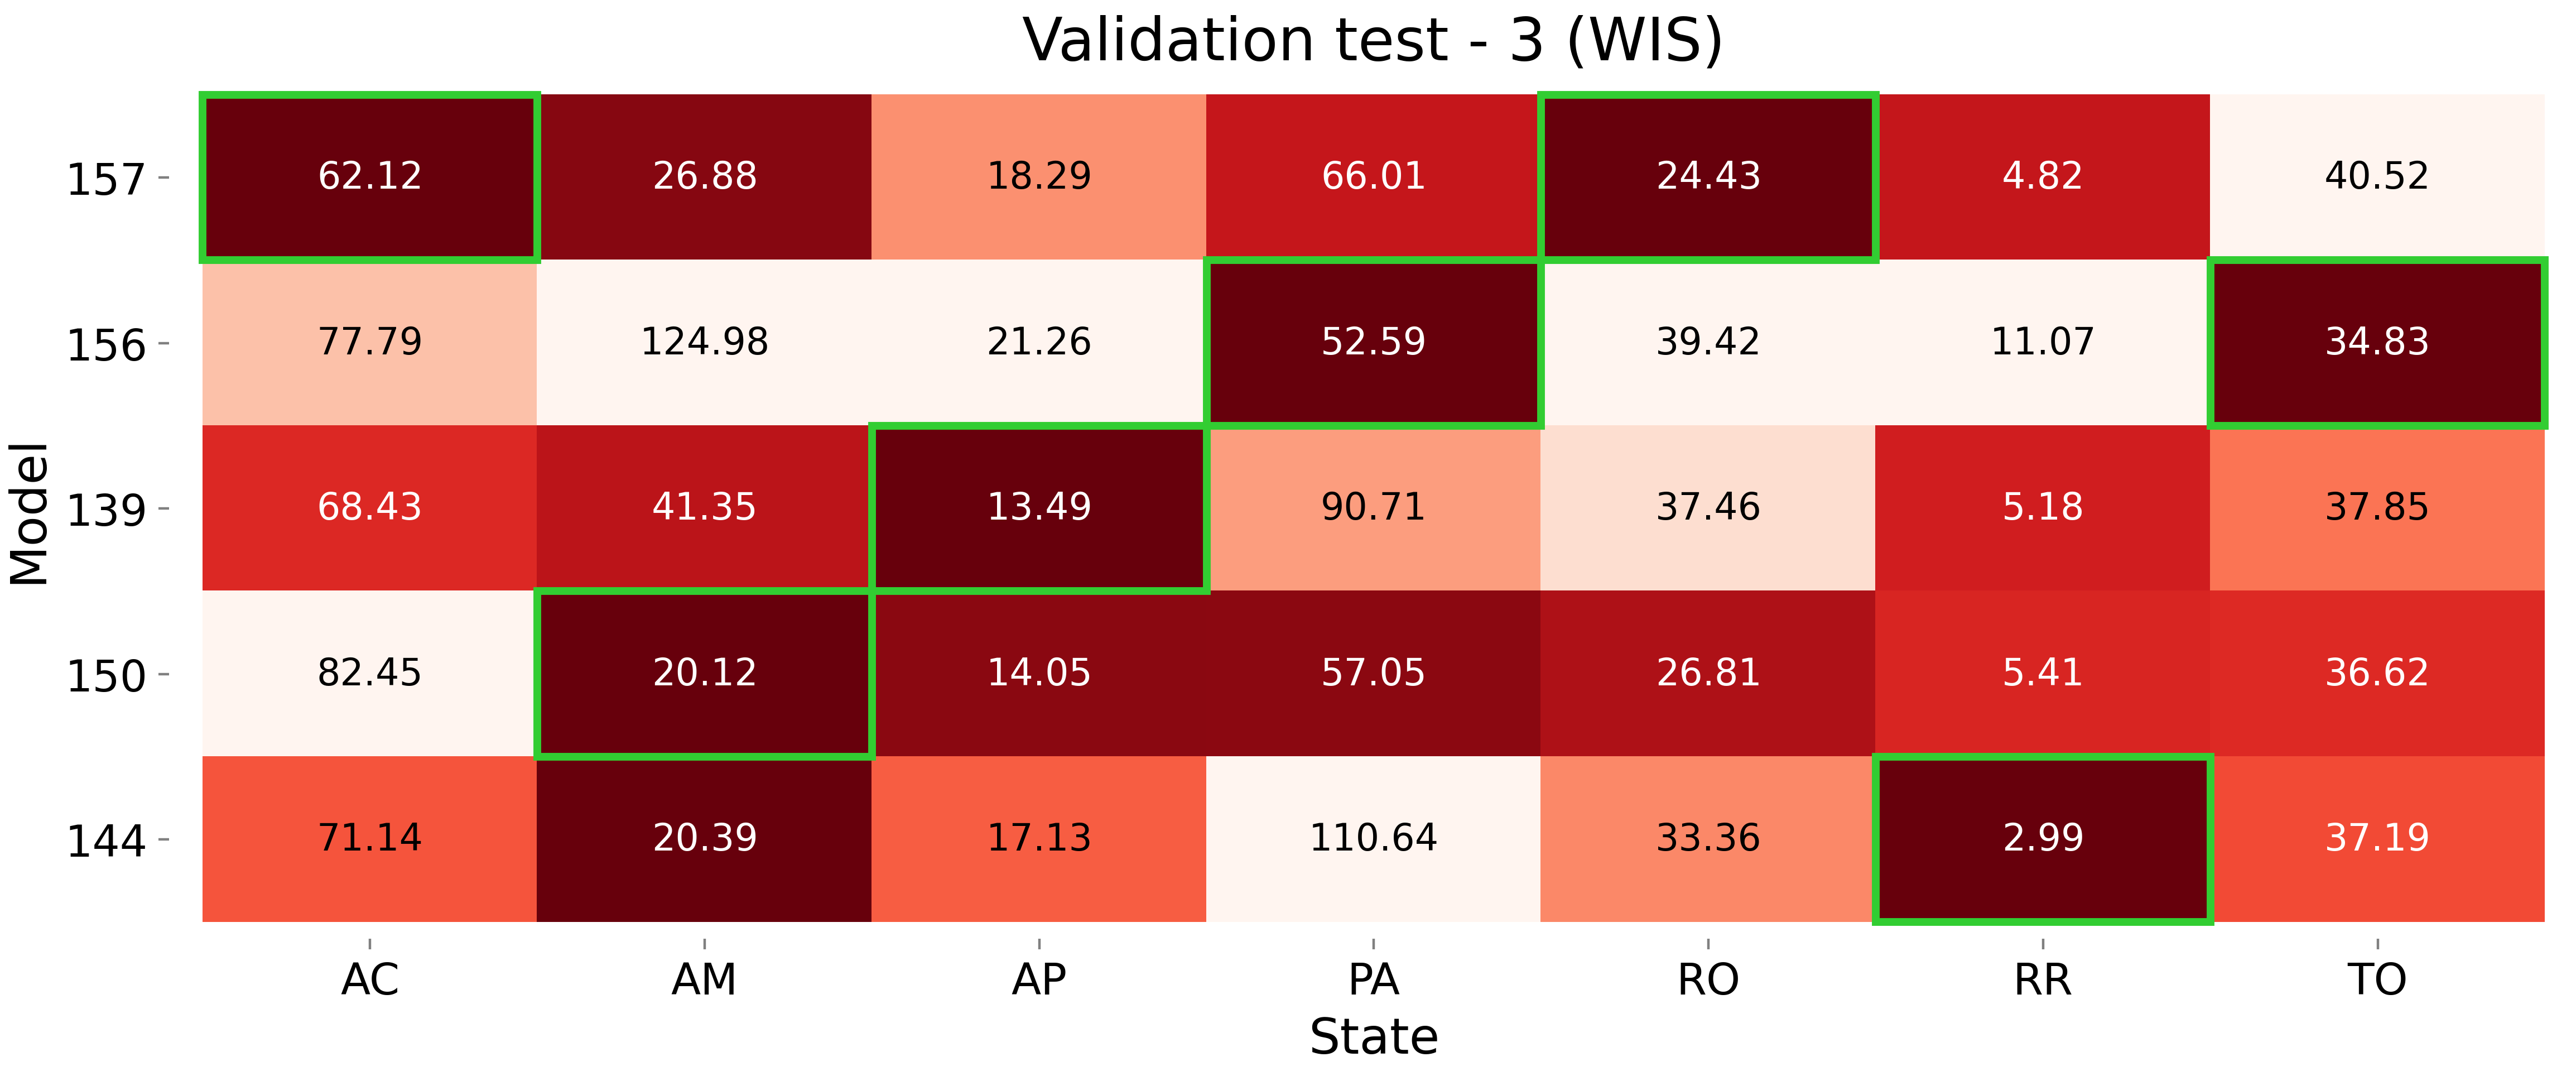 Validation test - 3 (WIS)
Model
157 62.12 26.88 18.29 66.01 24.43 4.82 40.52
156 77.79 124.98 21.26 52.59 39.42 11.07 34.83
139 68.43 41.35 13.49 90.71 37.46 5.18 37.85
150 82.45 20.12 14.05 57.05 26.81 5.41 36.62
144 71.14 20.39 17.13 110.64 33.36 2.99 37.19
AC AM AP PA RO RR TO
State